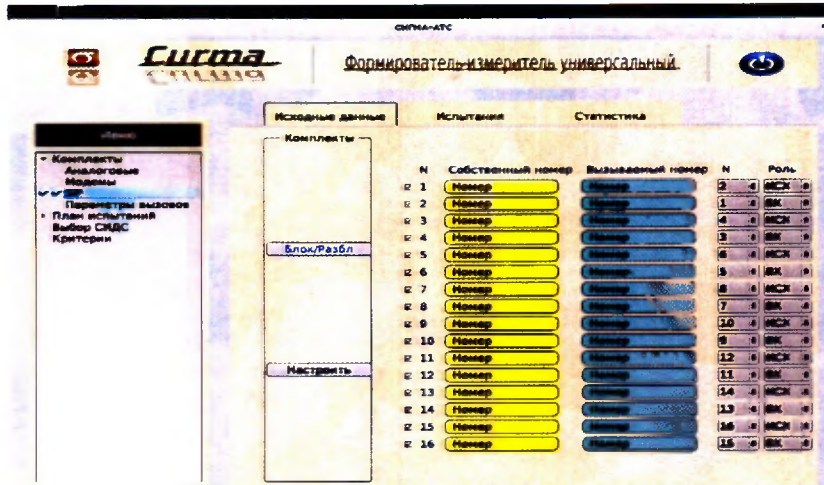 СИГМА-АТС
Сигма
Формирователь-измеритель универсальный
Исходные данные Испытания Статистика
Меню
Комплекты
Аналоговые
Модемы
Параметры вызовов
План испытаний
Выбор СИДС
Критерии
Комплекты
Блок/Разбл
Настроить
N Собственный номер Вызываемый номер N Роль
1 Номер Номер 2 ИСХ
2 Номер Номер 1 ВХ
3 Номер Номер 4 ИСХ
4 Номер Номер 3 ВХ
5 Номер Номер 6 ИСХ
6 Номер Номер 5 ВХ
7 Номер Номер 8 ИСХ
8 Номер Номер 7 ВХ
9 Номер Номер 10 ИСХ
10 Номер Номер 9 ВХ
11 Номер Номер 12 ИСХ
12 Номер Номер 11 ВХ
13 Номер Номер 14 ИСХ
14 Номер Номер 13 ВХ
15 Номер Номер 16 ИСХ
16 Номер Номер 15 ВХ